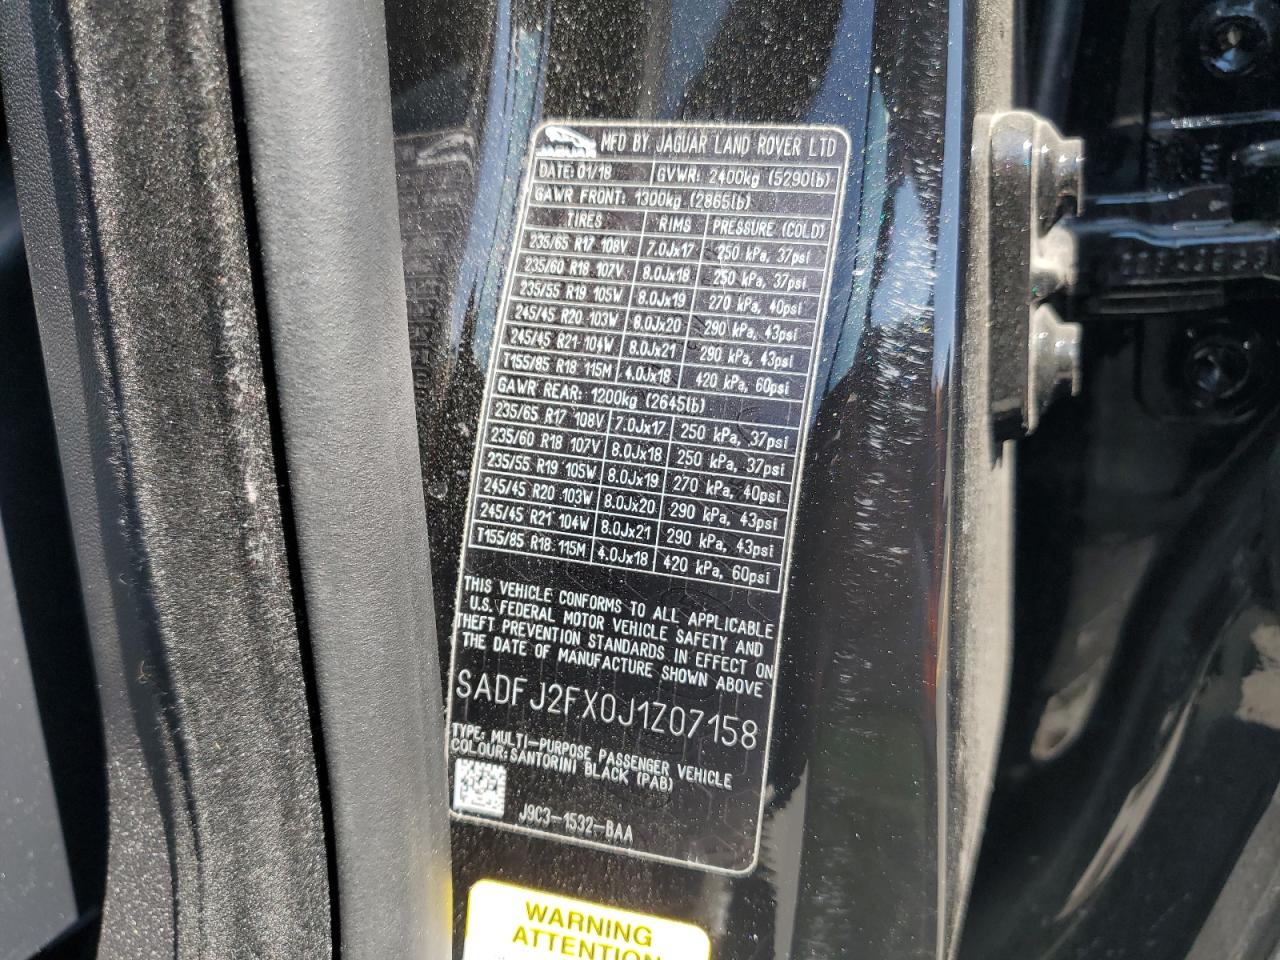 MFD BY JAGUAR LAND ROVER LTD
DATE: 01/18 GVWR: 2400kg (5290lb)
GAWR FRONT: 1300kg (2865lb)
TIRES RIMS PRESSURE (COLD)
235/65 R17 108V 7.0Jx17 250 kPa, 37psi
235/60 R18 107V 8.0Jx18 250 kPa, 37psi
235/55 R19 105W 8.0Jx19 270 kPa, 40psi
245/45 R20 103W 8.0Jx20 290 kPa, 43psi
245/45 R21 104W 8.0Jx21 290 kPa, 43psi
T155/85 R18 115M 4.0Jx18 420 kPa, 60psi
GAWR REAR: 1200kg (2645lb)
235/65 R17 108V 7.0Jx17 250 kPa, 37psi
235/60 R18 107V 8.0Jx18 250 kPa, 37psi
235/55 R19 105W 8.0Jx19 270 kPa, 40psi
245/45 R20 103W 8.0Jx20 290 kPa, 43psi
245/45 R21 104W 8.0Jx21 290 kPa, 43psi
T155/85 R18 115M 4.0Jx18 420 kPa, 60psi
THIS VEHICLE CONFORMS TO ALL APPLICABLE
U.S. FEDERAL MOTOR VEHICLE SAFETY AND
THEFT PREVENTION STANDARDS IN EFFECT ON
THE DATE OF MANUFACTURE SHOWN ABOVE
SADFJ2FX0J1Z07158
TYPE: MULTI-PURPOSE PASSENGER VEHICLE
COLOUR: SANTORINI BLACK (PAB)
J9C3-1532-BAA
WARNING
ATTENTION